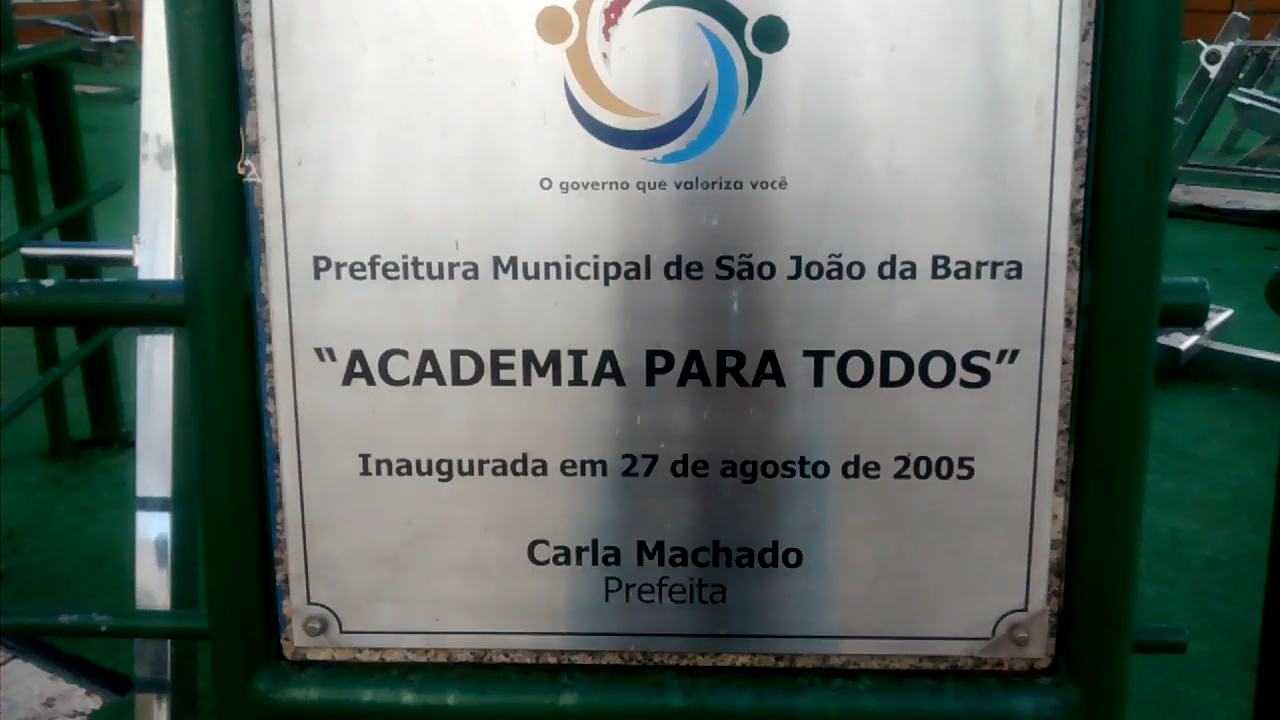 O governo que valoriza você
Prefeitura Municipal de São João da Barra
“ACADEMIA PARA TODOS”
Inaugurada em 27 de agosto de 2005
Carla Machado
Prefeita